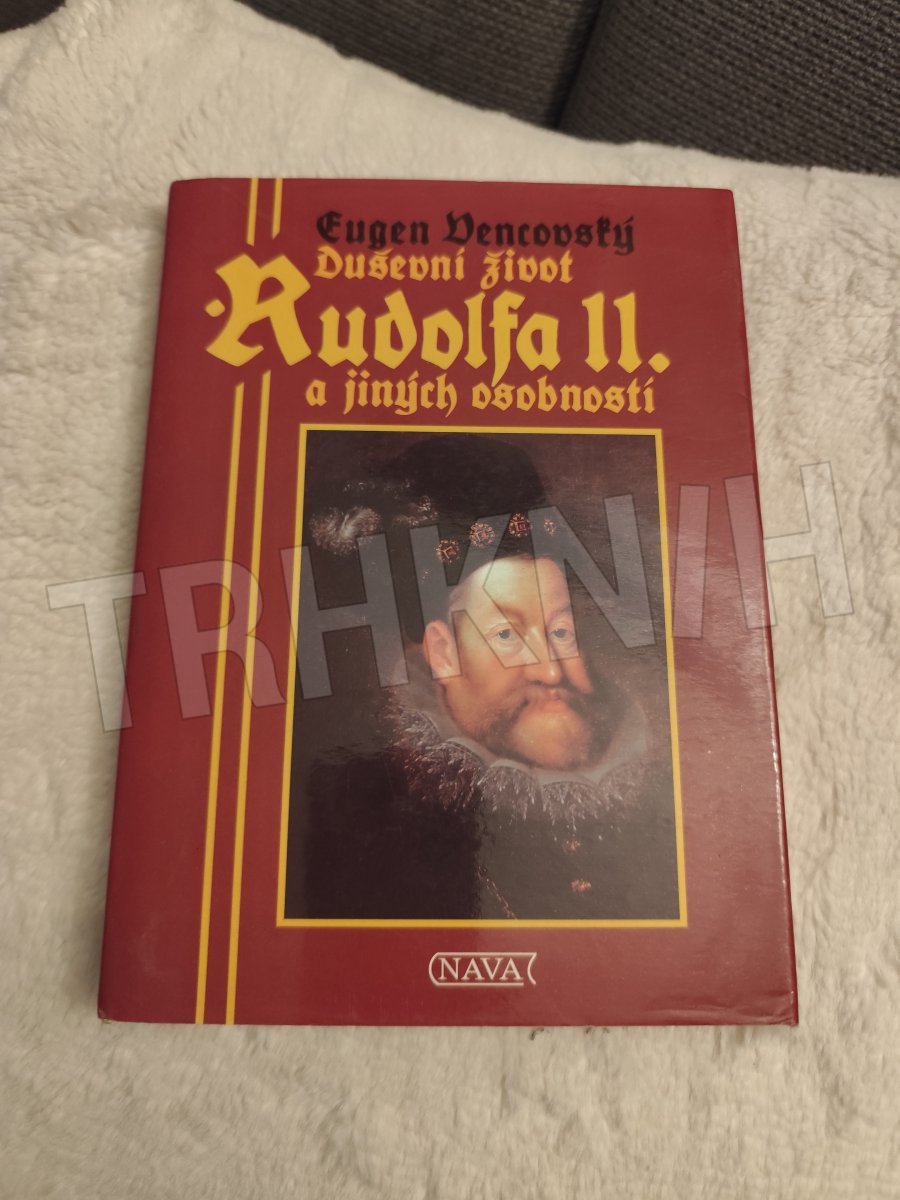 Eugen Vencovský
Duševní život
Rudolfa II.
a jiných osobností
TRHKNIH
NAVA